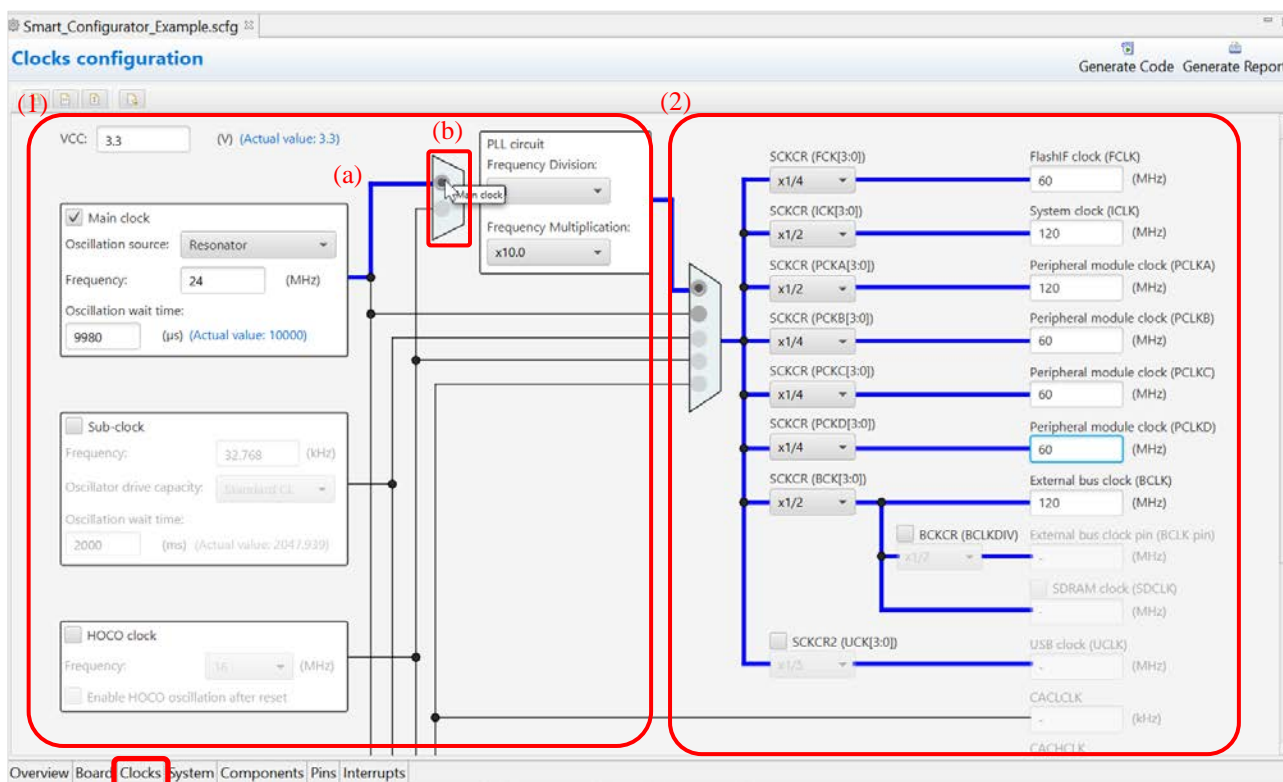 Smart_Configurator_Example.scfg
Clocks configuration
Generate Code Generate Report
(1)
(2)
VCC: 3.3 (V) (Actual value: 3.3)
(a)
(b)
Main clock
PLL circuit
Frequency Division:
Frequency Multiplication:
x10.0
Main clock
Oscillation source: Resonator
Frequency: 24 (MHz)
Oscillation wait time:
9980 (μs) (Actual value: 10000)
Sub-clock
Frequency: 32.768 (kHz)
Oscillator drive capacity: Standard CL
Oscillation wait time:
2000 (ms) (Actual value: 2047.939)
HOCO clock
Frequency: 16 (MHz)
Enable HOCO oscillation after reset
SCKCR (FCK[3:0]) FlashIF clock (FCLK)
x1/4 60 (MHz)
SCKCR (ICK[3:0]) System clock (ICLK)
x1/2 120 (MHz)
SCKCR (PCKA[3:0]) Peripheral module clock (PCLKA)
x1/2 120 (MHz)
SCKCR (PCKB[3:0]) Peripheral module clock (PCLKB)
x1/4 60 (MHz)
SCKCR (PCKC[3:0]) Peripheral module clock (PCLKC)
x1/4 60 (MHz)
SCKCR (PCKD[3:0]) Peripheral module clock (PCLKD)
x1/4 60 (MHz)
SCKCR (BCK[3:0]) External bus clock (BCLK)
x1/2 120 (MHz)
BCKCR (BCLKDIV) External bus clock pin (BCLK pin)
x1/2 - (MHz)
SDRAM clock (SDCLK)
- (MHz)
SCKCR2 (UCK[3:0]) USB clock (UCLK)
x1/5 - (MHz)
CACLCLK
- (kHz)
CACHCLK
Overview Board Clocks System Components Pins Interrupts